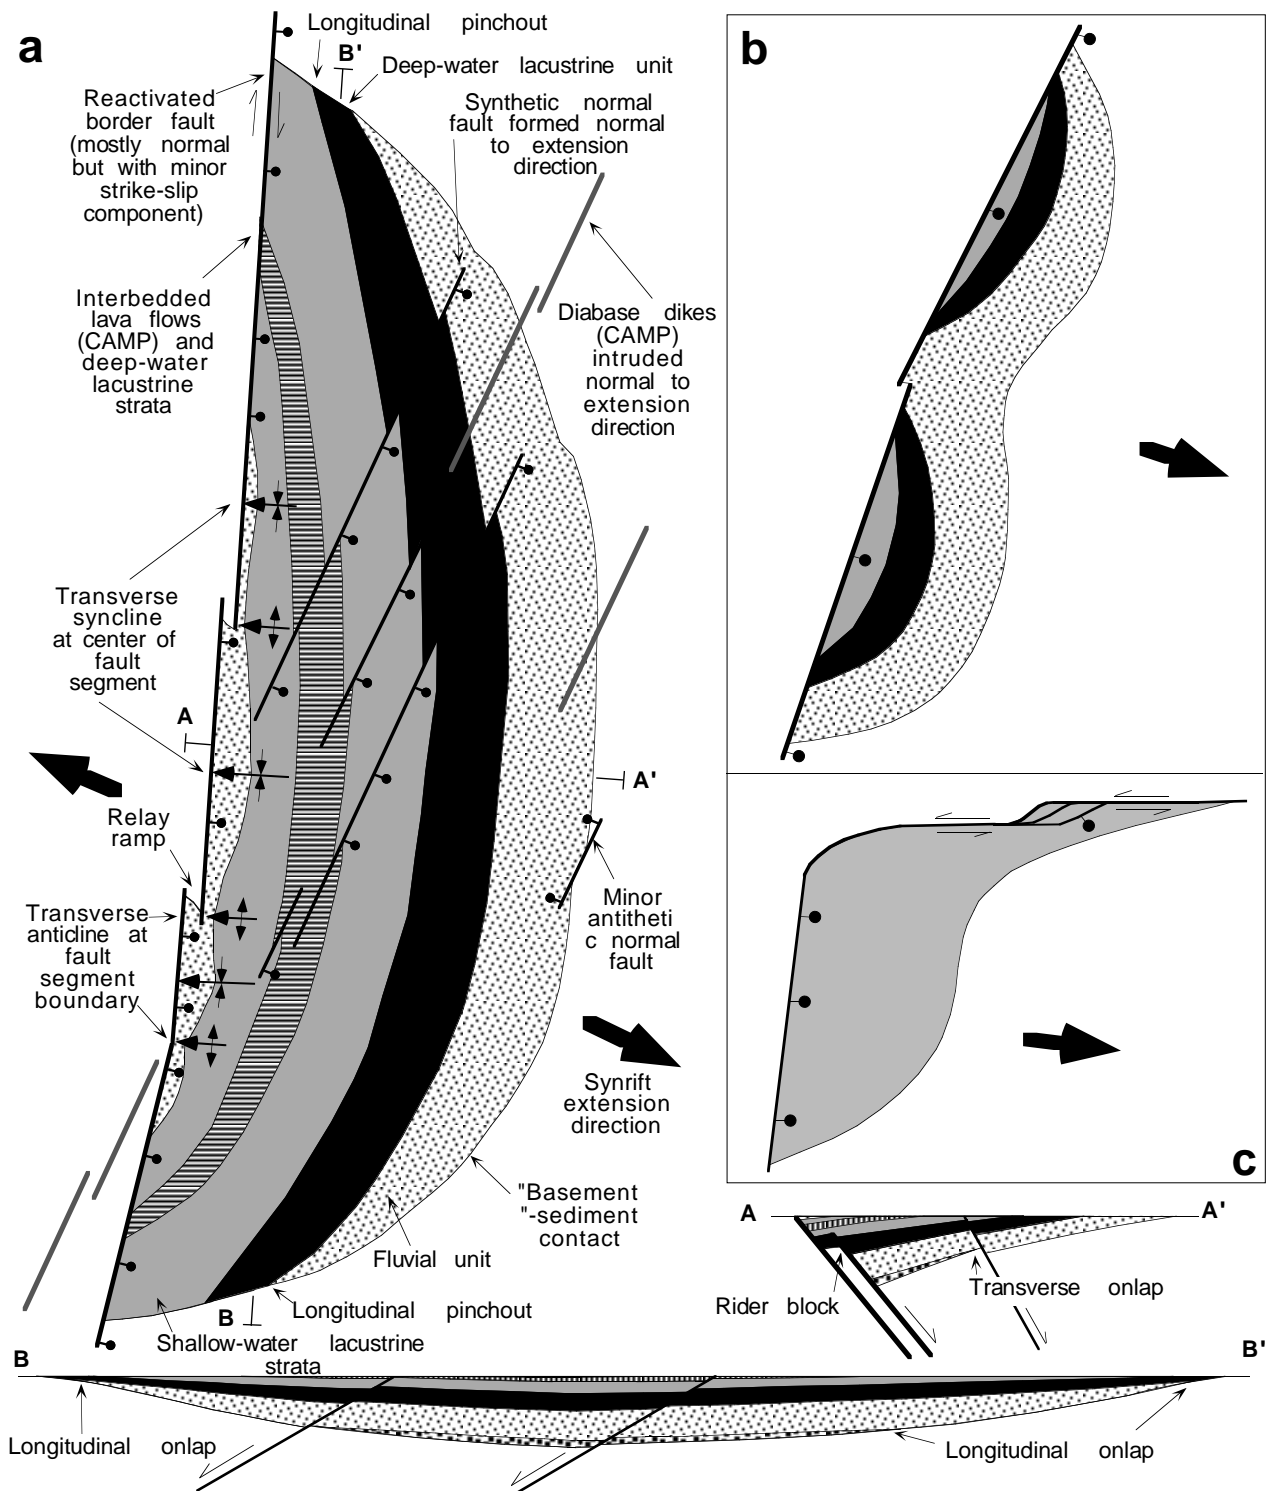 a
Longitudinal pinchout
B'
Deep-water lacustrine unit
Reactivated
border fault
(mostly normal
but with minor
strike-slip
component)
Synthetic normal
fault formed normal
to extension
direction
Interbedded
lava flows
(CAMP) and
deep-water
lacustrine
strata
Diabase dikes
(CAMP)
intruded
normal to
extension
direction
Transverse
syncline
at center of
fault
segment
A
A'
Relay
ramp
Transverse
anticline at
fault
segment
boundary
Minor
antitheti
c normal
fault
Synrift
extension
direction
"Basement
"-sediment
contact
Fluvial unit
Longitudinal pinchout
B
Shallow-water lacustrine
strata
b
c
A
A'
Rider block
Transverse onlap
B
B'
Longitudinal onlap
Longitudinal onlap